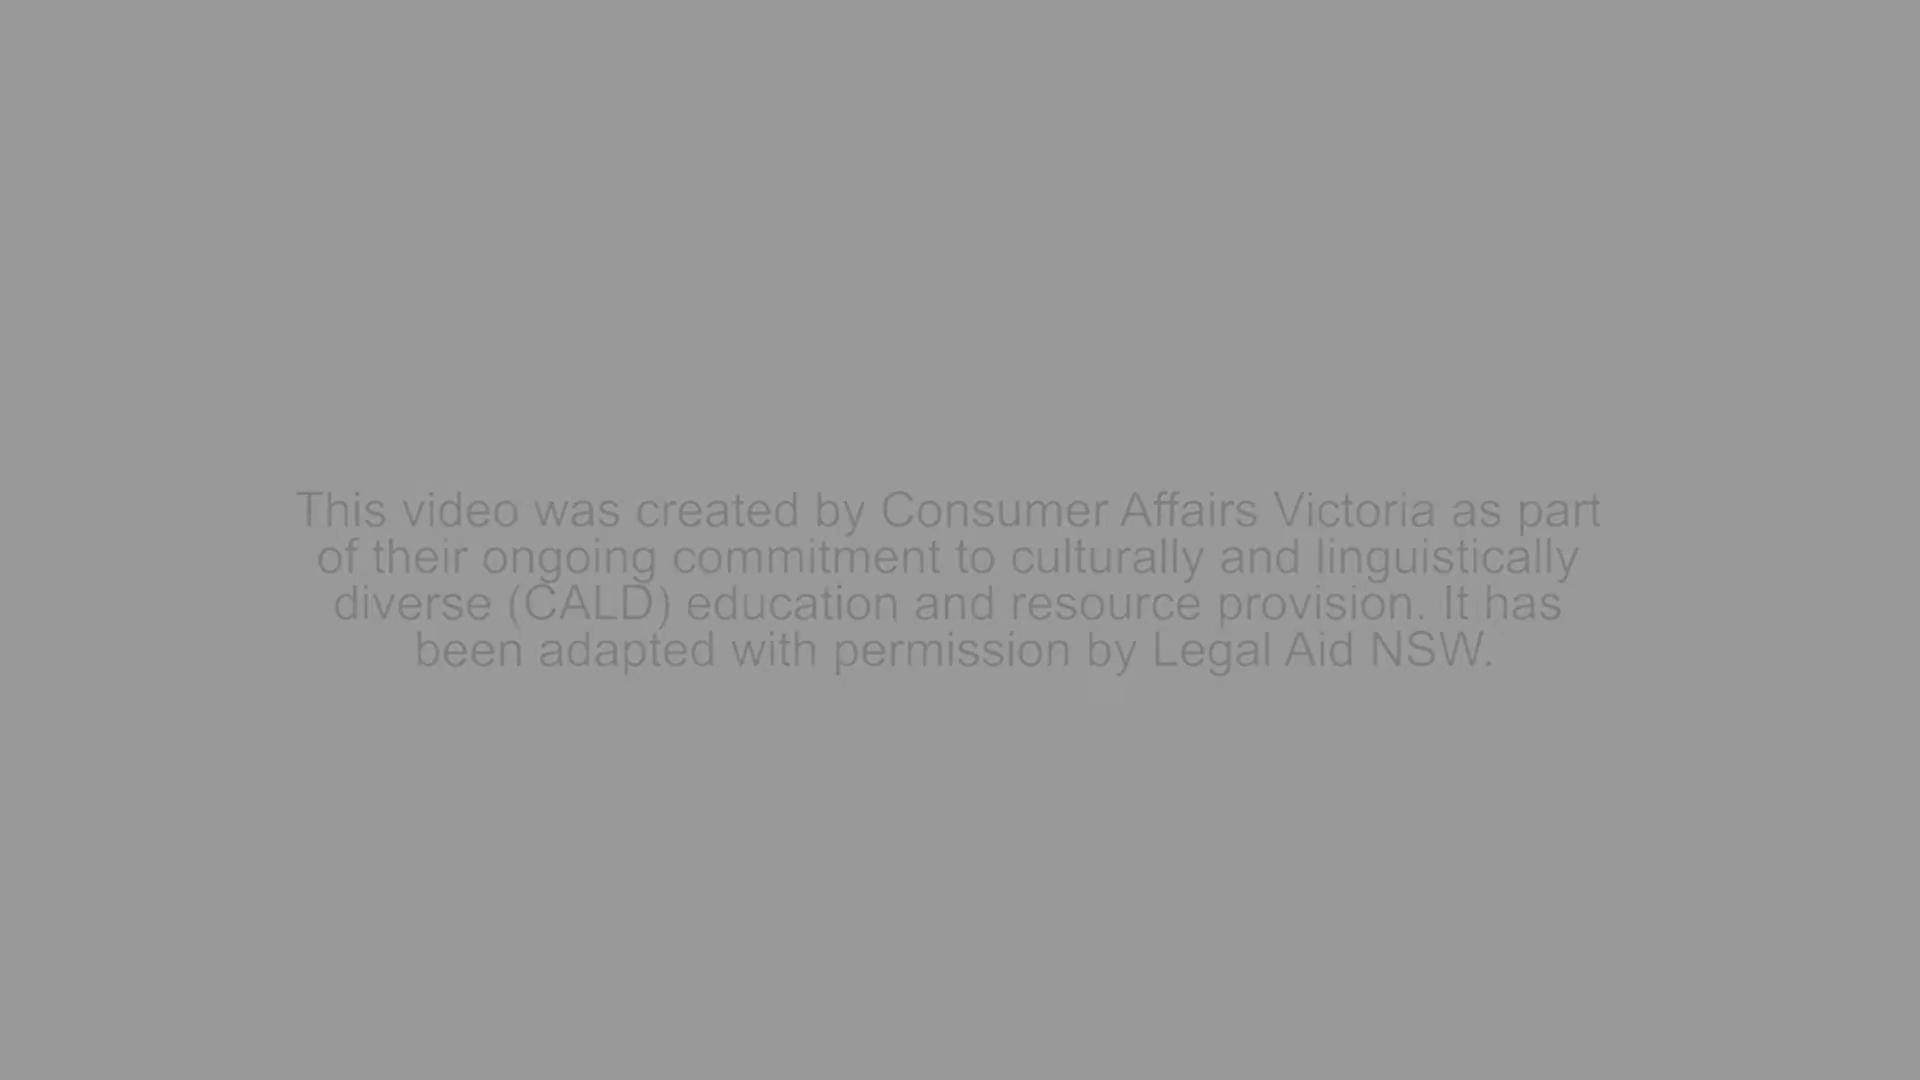 This video was created by Consumer Affairs Victoria as part
of their ongoing commitment to culturally and linguistically
diverse (CALD) education and resource provision. It has
been adapted with permission by Legal Aid NSW.